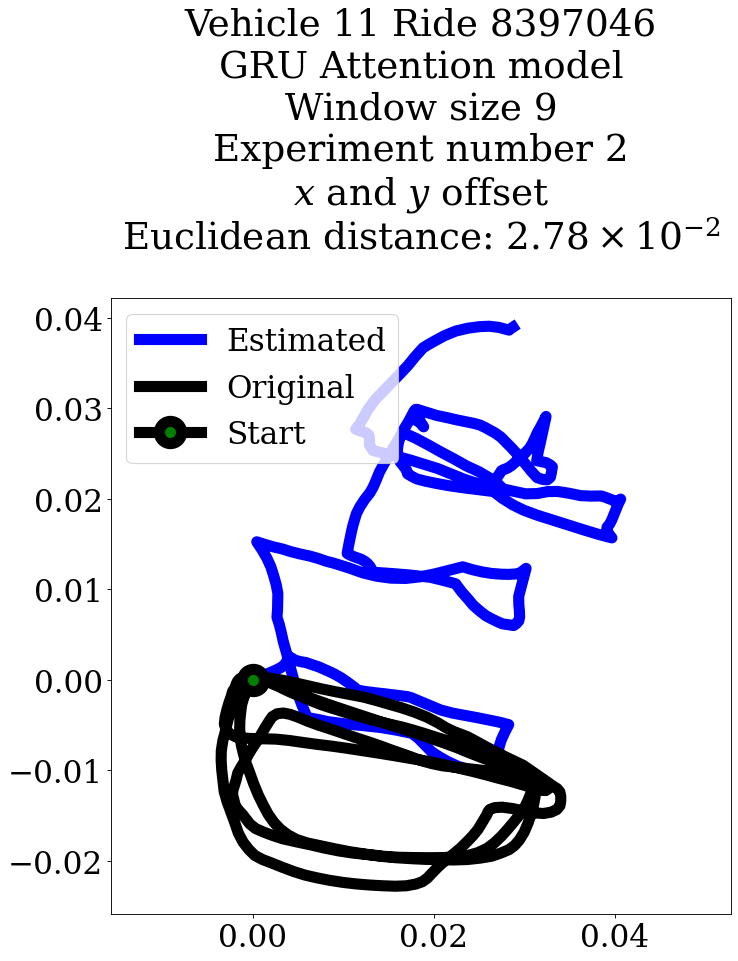 Vehicle 11 Ride 8397046
GRU Attention model
Window size 9
Experiment number 2
x and y offset
Euclidean distance: 2.78 × 10⁻²
0.04
0.03
0.02
0.01
0.00
−0.01
−0.02
Estimated
Original
Start
0.00 0.02 0.04